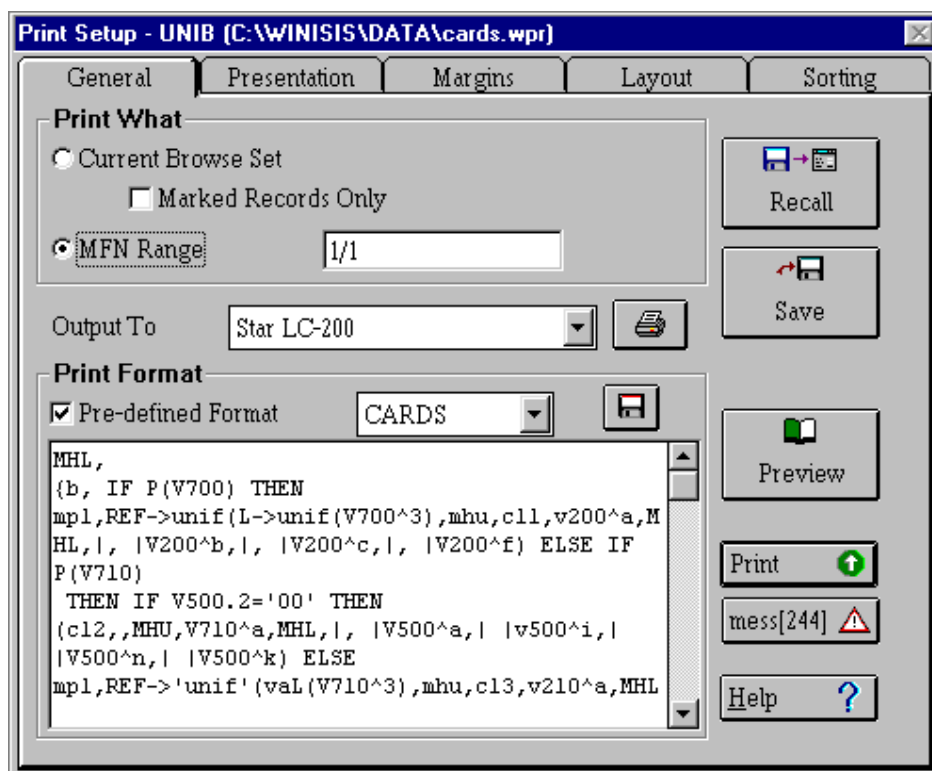 Print Setup - UNIB (C:\WINISIS\DATA\cards.wpr)
General Presentation Margins Layout Sorting
Print What
Current Browse Set
Marked Records Only
MFN Range 1/1
Recall
Save
Output To Star LC-200
Print Format
Pre-defined Format CARDS
MHL,
{b, IF P(V700) THEN
mpl,REF->unif(L->unif(V700^3),mhu,cl1,v200^a,M
HL,|, |V200^b,|, |V200^c,|, |V200^f) ELSE IF
P(V710)
THEN IF V500.2='00' THEN
(cl2,,MHU,V710^a,MHL,|, |V500^a,| |v500^i,|
|V500^n,| |V500^k) ELSE
mpl,REF->'unif'(vaL(V710^3),mhu,cl3,v210^a,MHL
Preview
Print
mess[244]
Help ?